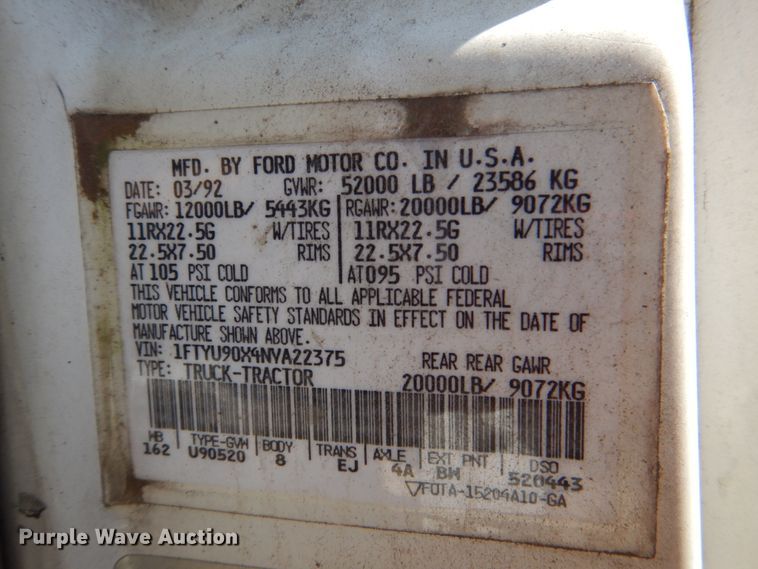 MFD. BY FORD MOTOR CO. IN U.S.A.
DATE: 03/92 GVWR: 52000 LB / 23586 KG
FGAWR: 12000LB/ 5443KG RGAWR: 20000LB/ 9072KG
11RX22.5G W/TIRES 11RX22.5G W/TIRES
22.5X7.50 RIMS 22.5X7.50 RIMS
AT 105 PSI COLD AT095 PSI COLD
THIS VEHICLE CONFORMS TO ALL APPLICABLE FEDERAL
MOTOR VEHICLE SAFETY STANDARDS IN EFFECT ON THE DATE OF
MANUFACTURE SHOWN ABOVE.
VIN: 1FTYU90X4NVA22375 REAR REAR GAWR
TYPE: TRUCK-TRACTOR 20000LB/ 9072KG
WB TYPE-GVW BODY TRANS AXLE EXT PNT DSO
162 U90520 8 EJ 4A BW 520443
F0TA-15204A10-GA
Purple Wave Auction